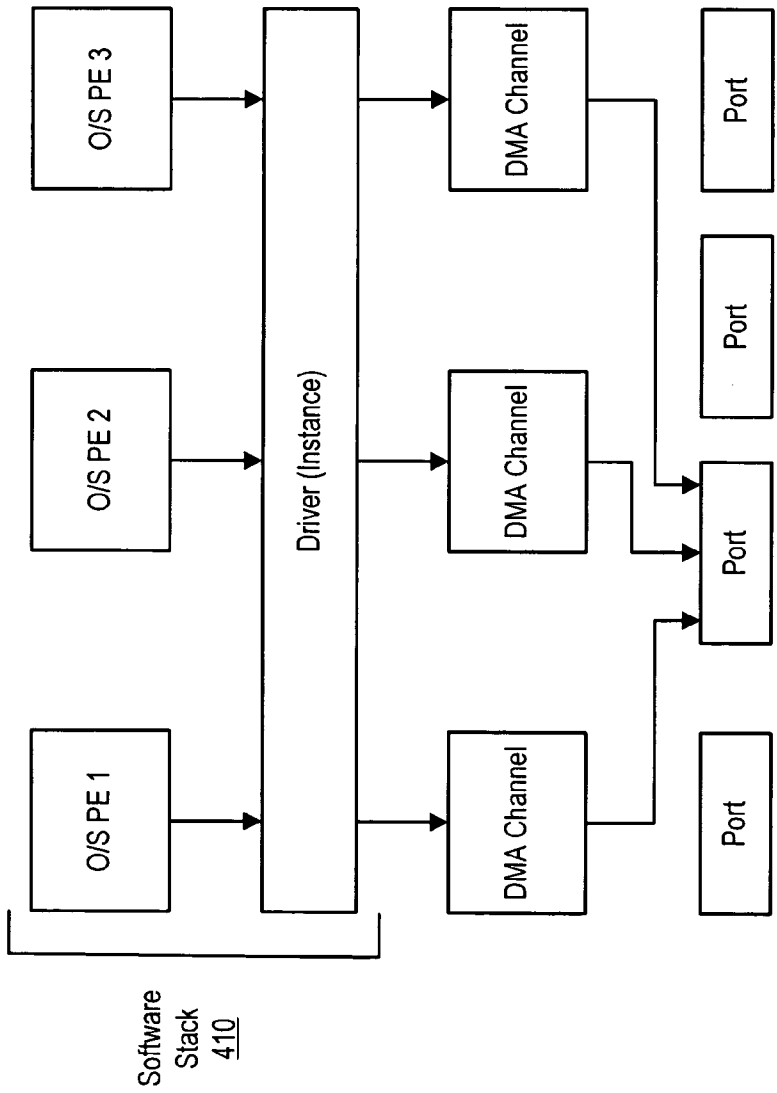 Software
Stack
410
O/S PE 1
O/S PE 2
O/S PE 3
Driver (Instance)
DMA Channel
DMA Channel
DMA Channel
Port
Port
Port
Port